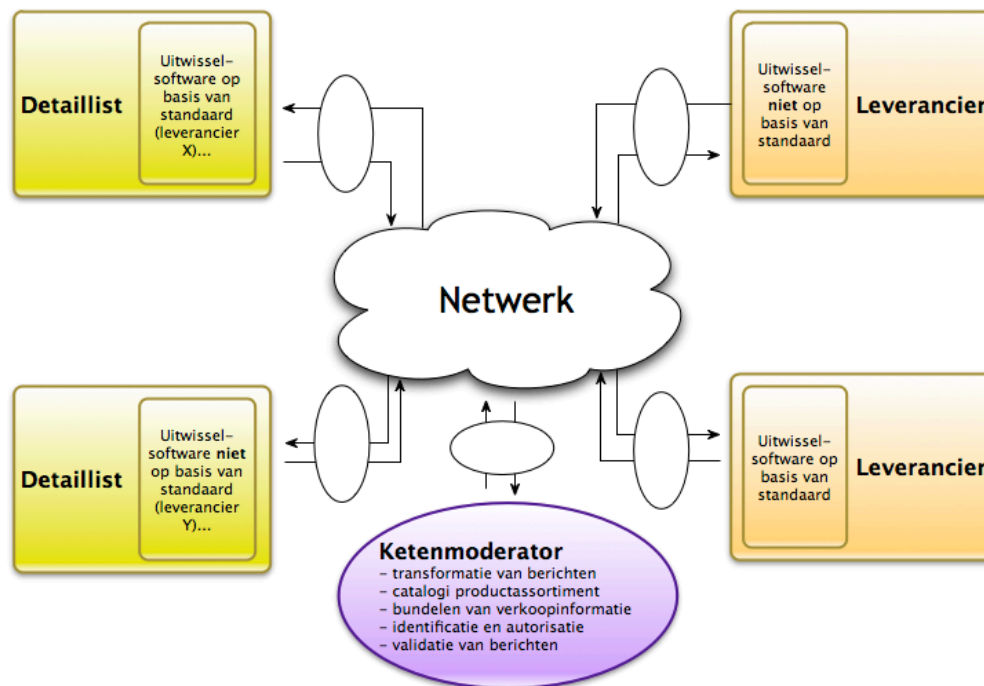 Detaillist
Uitwissel-
software op
basis van
standaard
(leverancier
X)...
Uitwissel-
software
niet op
basis van
standaard
Leverancier
Netwerk
Detaillist
Uitwissel-
software niet
op basis van
standaard
(leverancier
Y)...
Uitwissel-
software op
basis van
standaard
Leverancier
Ketenmoderator
- transformatie van berichten
- catalogi productassortiment
- bundelen van verkoopinformatie
- identificatie en autorisatie
- validatie van berichten